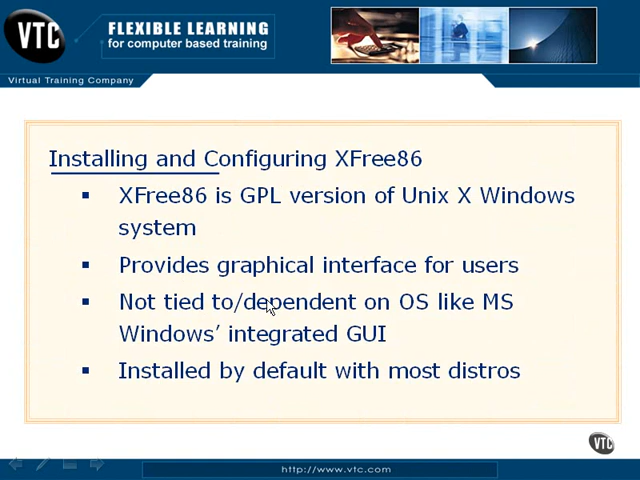 VTC
FLEXIBLE LEARNING
for computer based training
Virtual Training Company
Installing and Configuring XFree86
▪ XFree86 is GPL version of Unix X Windows
system
▪ Provides graphical interface for users
▪ Not tied to/dependent on OS like MS
Windows’ integrated GUI
▪ Installed by default with most distros
VTC
http://www.vtc.com